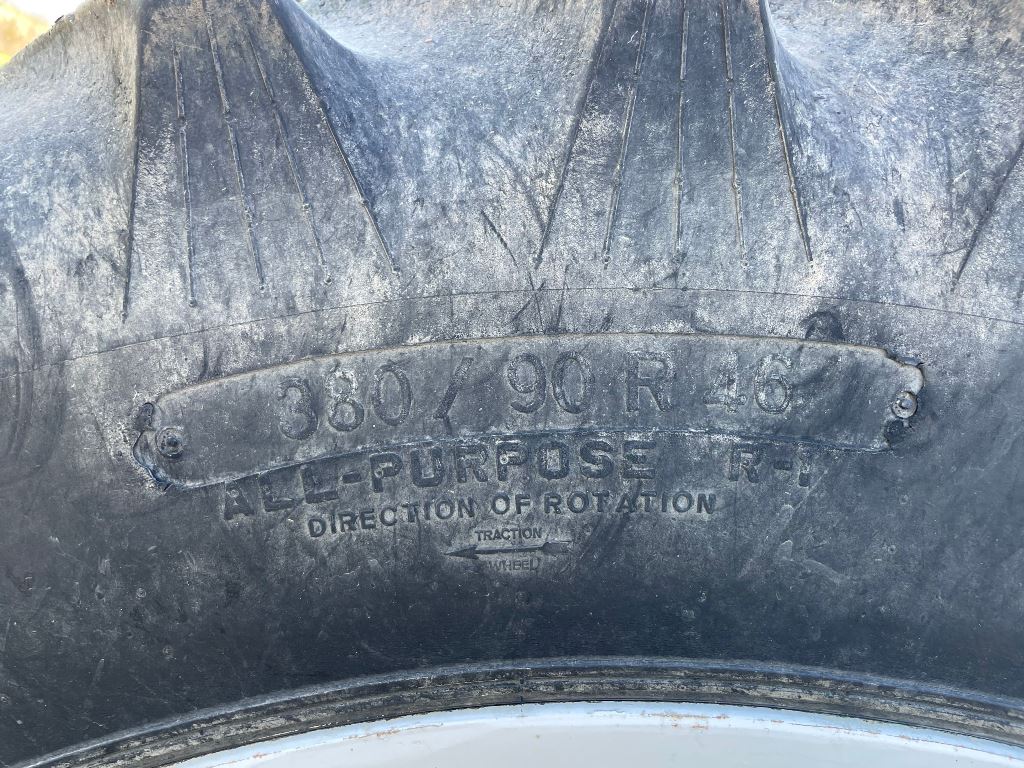 380/90 R 46
ALL-PURPOSE R-1
DIRECTION OF ROTATION
TRACTION
WHEEL